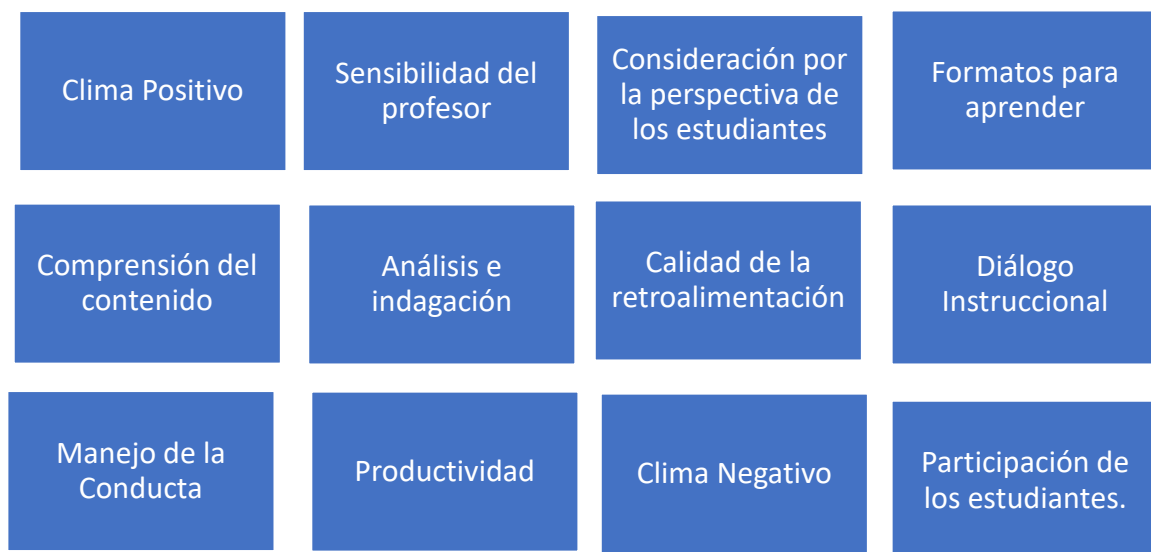 Clima Positivo
Sensibilidad del
profesor
Consideración por
la perspectiva de
los estudiantes
Formatos para
aprender
Comprensión del
contenido
Análisis e
indagación
Calidad de la
retroalimentación
Diálogo
Instruccional
Manejo de la
Conducta
Productividad
Clima Negativo
Participación de
los estudiantes.